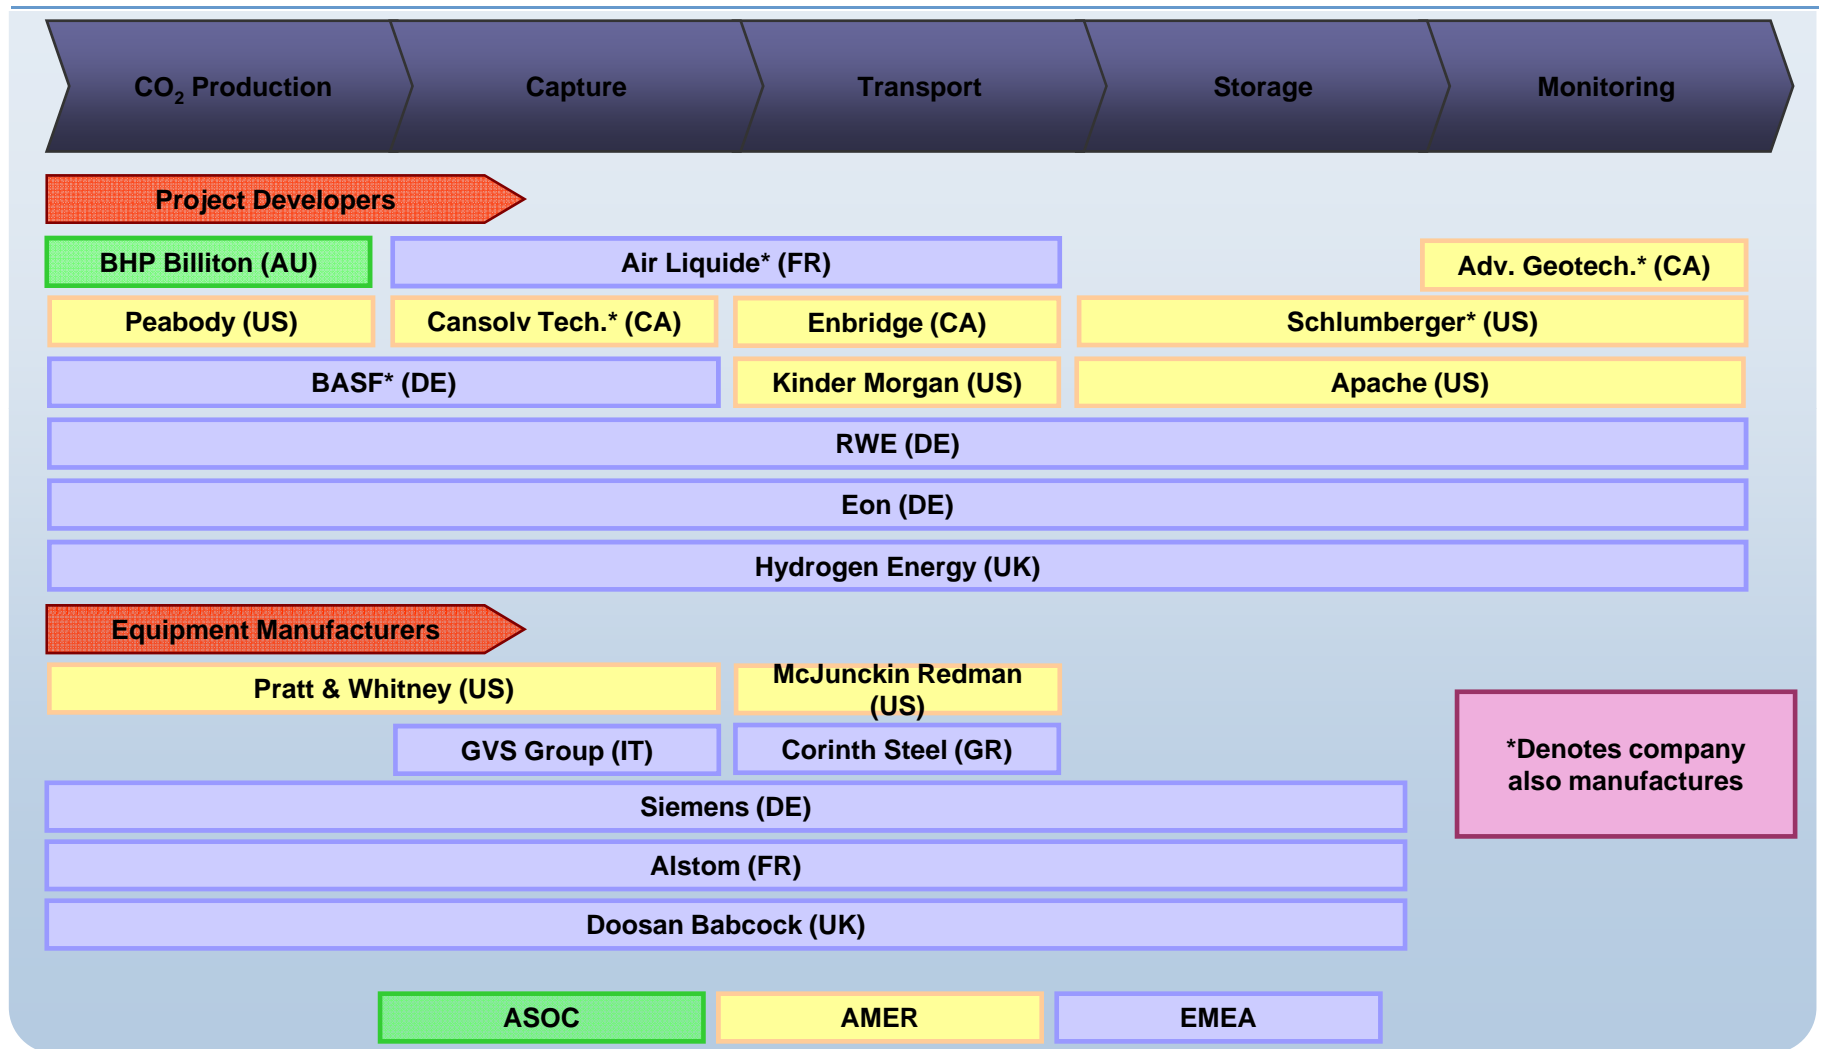 CO2 Production
Capture
Transport
Storage
Monitoring
Project Developers
BHP Billiton (AU)
Air Liquide* (FR)
Adv. Geotech.* (CA)
Peabody (US)
Cansolv Tech.* (CA)
Enbridge (CA)
Schlumberger* (US)
BASF* (DE)
Kinder Morgan (US)
Apache (US)
RWE (DE)
Eon (DE)
Hydrogen Energy (UK)
Equipment Manufacturers
Pratt & Whitney (US)
McJunckin Redman
(US)
GVS Group (IT)
Corinth Steel (GR)
*Denotes company
also manufactures
Siemens (DE)
Alstom (FR)
Doosan Babcock (UK)
ASOC
AMER
EMEA